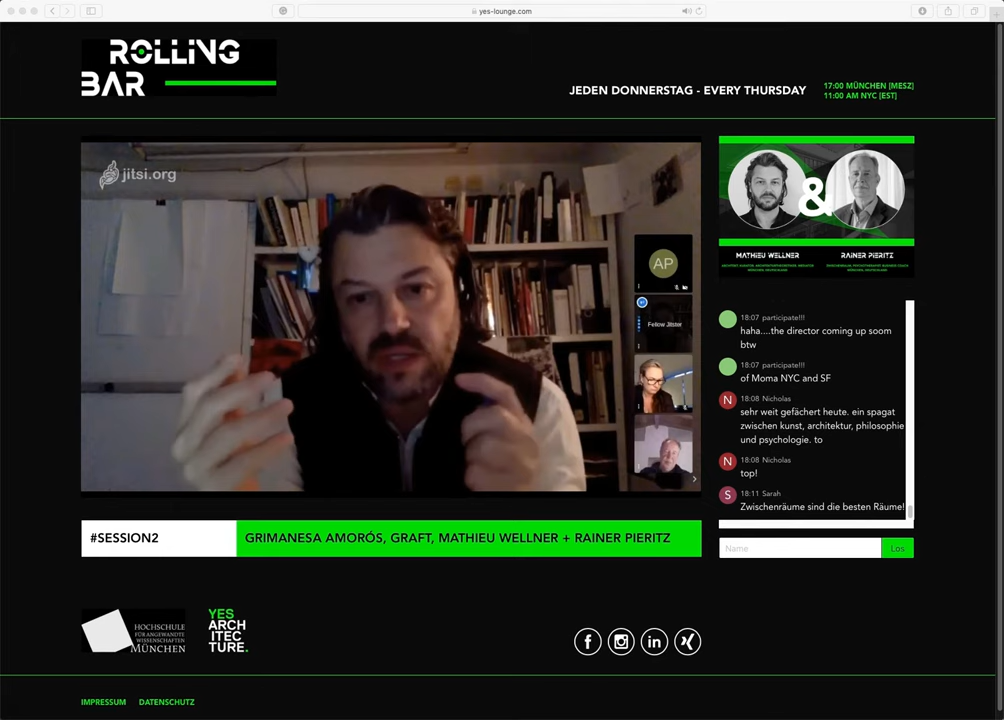 yes-lounge.com
ROLLING
BAR
JEDEN DONNERSTAG - EVERY THURSDAY
17:00 MÜNCHEN [MESZ]
11:00 AM NYC [EST]
jitsi.org
AP
Fellow Jitster
&
MATHIEU WELLNER
RAINER PIERITZ
MÜNCHEN, DEUTSCHLAND
MÜNCHEN, DEUTSCHLAND
18:07 participate!!!
haha....the director coming up soom
btw
18:07 participate!!!
of Moma NYC and SF
N
18:08 Nicholas
sehr weit gefächert heute. ein spagat
zwischen kunst, architektur, philosophie
und psychologie. to
N
18:08 Nicholas
top!
S
18:11 Sarah
Zwischenräume sind die besten Räume!
Name
Los
#SESSION2
GRIMANESA AMORÓS, GRAFT, MATHIEU WELLNER + RAINER PIERITZ
HOCHSCHULE
FÜR ANGEWANDTE
WISSENSCHAFTEN
MÜNCHEN
YES
ARCH
ITEC
TURE.
IMPRESSUM
DATENSCHUTZ